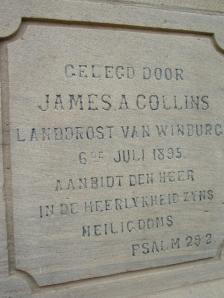 GELEGD DOOR
JAMES. A. COLLINS
LANDDROST VAN WINBURG
6DE JULI 1895.
AANBIDT DEN HEER
IN DE HEERLYKHEID ZYNS
HEILIGDOMS
PSALM 29.2